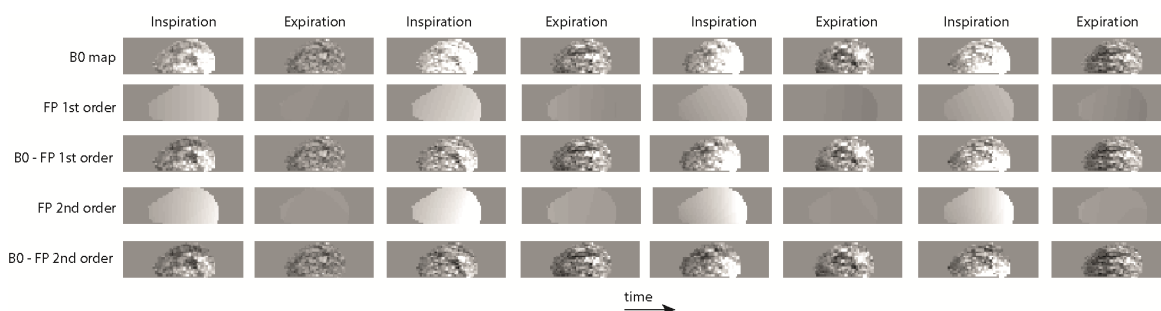 Inspiration Expiration Inspiration Expiration Inspiration Expiration Inspiration Expiration
B0 map
FP 1st order
B0 - FP 1st order
FP 2nd order
B0 - FP 2nd order
time